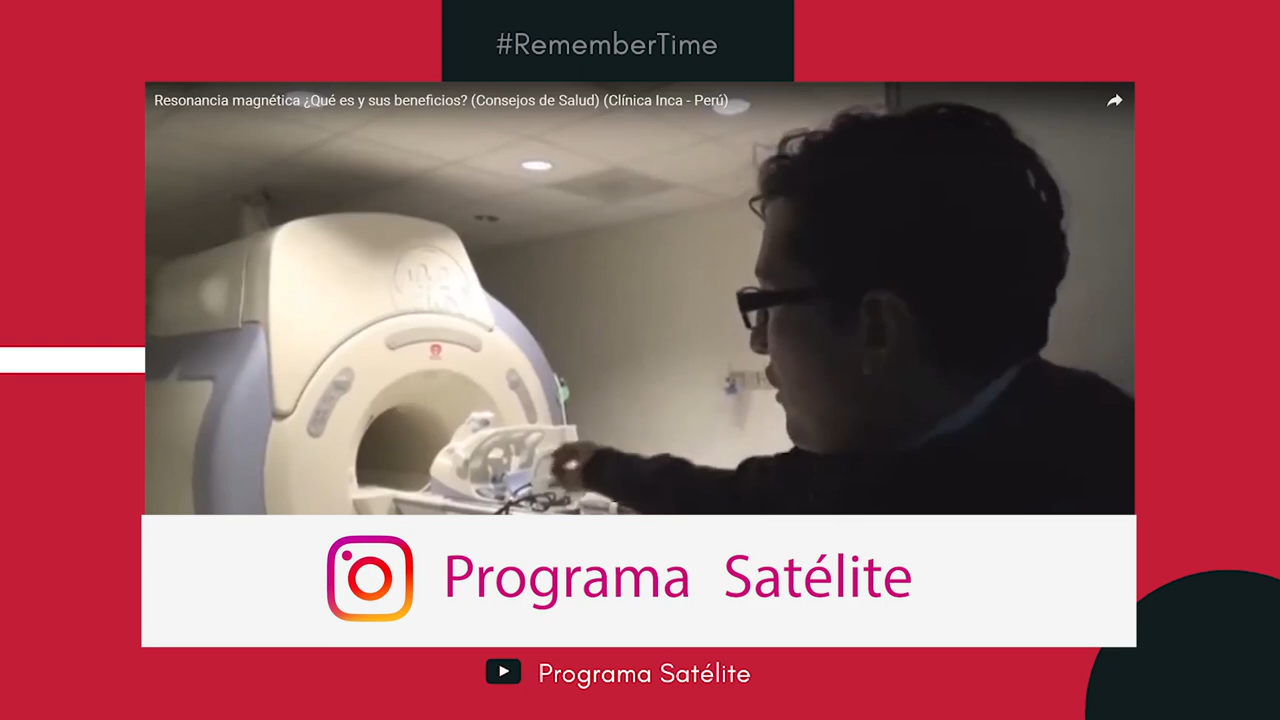 #RememberTime
Resonancia magnética ¿Qué es y sus beneficios? (Consejos de Salud) (Clínica Inca - Perú)
Programa Satélite
Programa Satélite